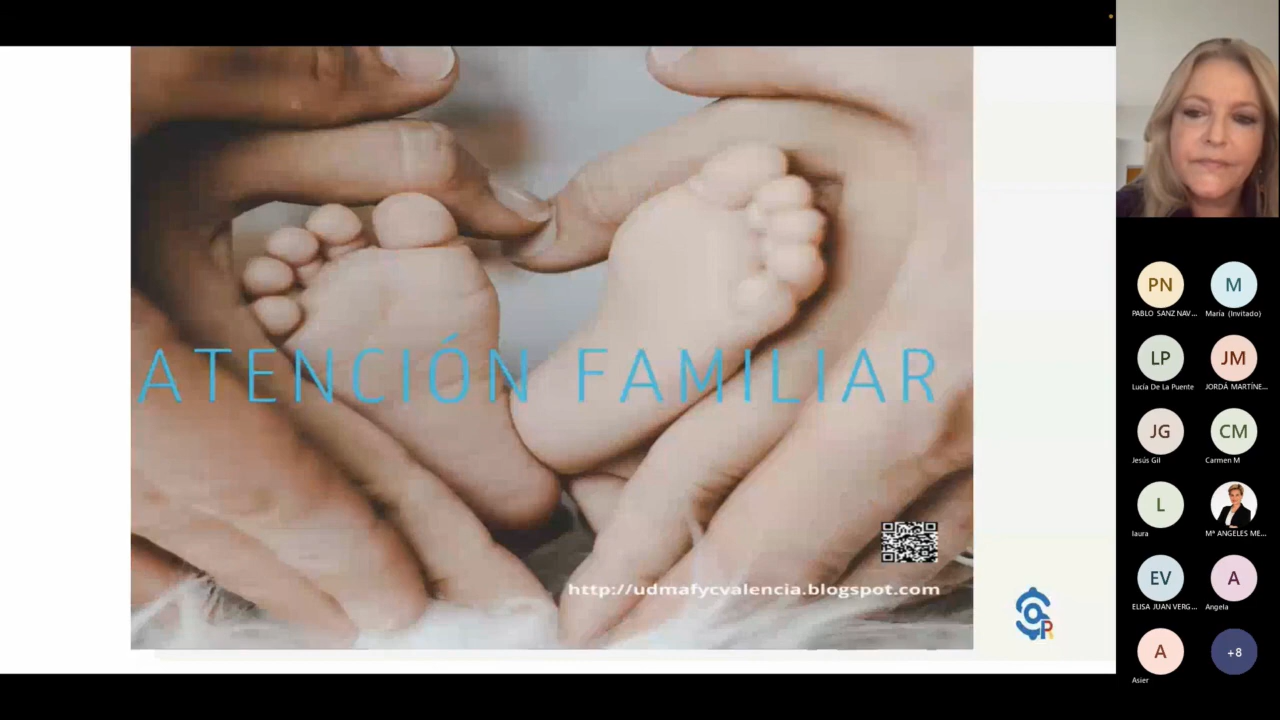 ATENCIÓN FAMILIAR
http://udmafycvalencia.blogspot.com
R
PN
PABLO SANZ NAV...
M
María (Invitado)
LP
Lucía De La Puente
JM
JORDÁ MARTÍNE...
JG
Jesús Gil
CM
Carmen M
L
laura
Mª ANGELES ME...
EV
ELISA JUAN VERG...
A
Angela
A
Asier
+8